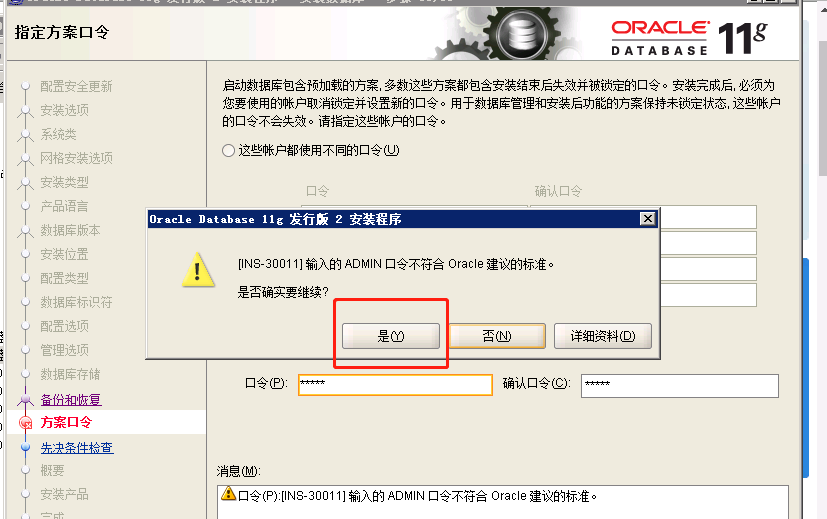 指定方案口令
ORACLE
DATABASE 11g
配置安全更新
安装选项
系统类
网格安装选项
安装类型
产品语言
数据库版本
安装位置
配置类型
数据库标识符
配置选项
管理选项
数据库存储
备份和恢复
方案口令
先决条件检查
概要
安装产品
完成
启动数据库包含预加载的方案, 多数这些方案都包含安装结束后失效并被锁定的口令。安装完成后, 必须为
您要使用的帐户取消锁定并设置新的口令。用于数据库管理和安装后功能的方案保持未锁定状态, 这些帐户
的口令不会失效。请指定这些帐户的口令。
这些帐户都使用不同的口令(U)
口令 确认口令
Oracle Database 11g 发行版 2 安装程序
[INS-30011] 输入的 ADMIN 口令不符合 Oracle 建议的标准。
是否确实要继续?
是(Y) 否(N) 详细资料(D)
口令(P): ***** 确认口令(C): *****
消息(M):
口令(P):[INS-30011] 输入的 ADMIN 口令不符合 Oracle 建议的标准。